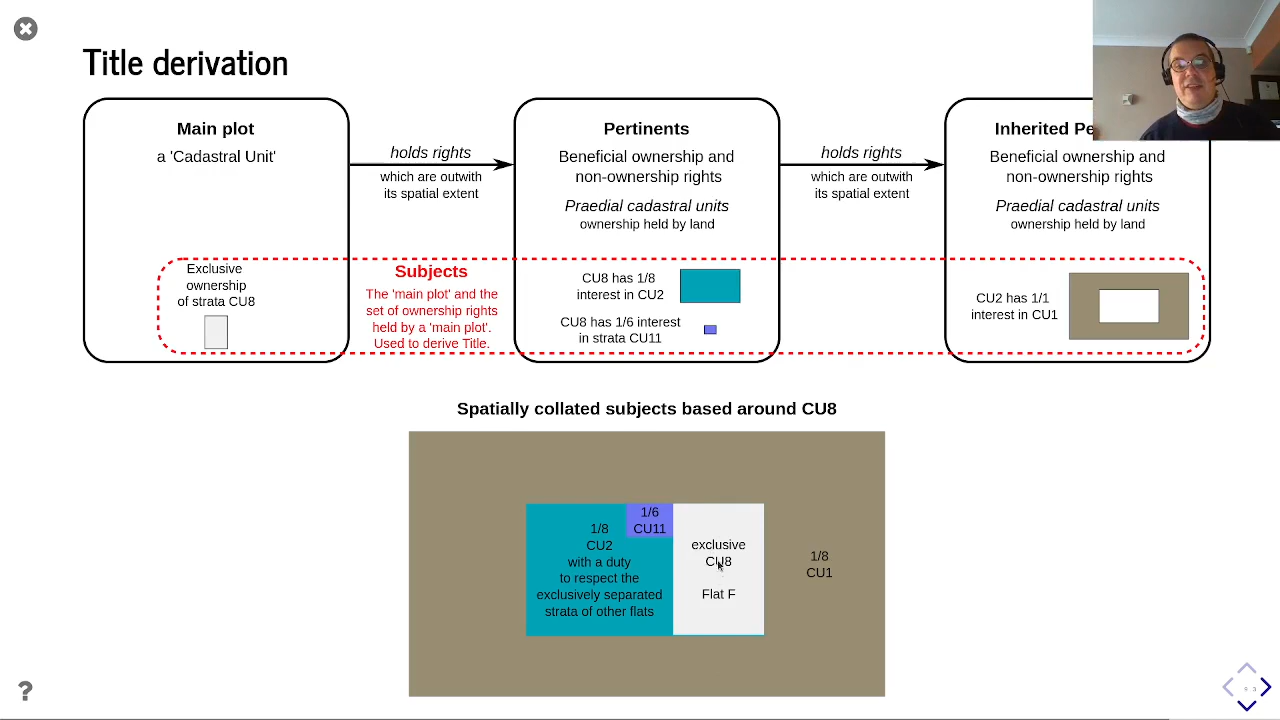 Title derivation
Main plot
a 'Cadastral Unit'
holds rights
which are outwith
its spatial extent
Pertinents
Beneficial ownership and
non-ownership rights
Praedial cadastral units
ownership held by land
holds rights
which are outwith
its spatial extent
Inherited Pe
Beneficial ownership and
non-ownership rights
Praedial cadastral units
ownership held by land
Exclusive
ownership
of strata CU8
Subjects
The 'main plot' and the
set of ownership rights
held by a 'main plot'.
Used to derive Title.
CU8 has 1/8
interest in CU2
CU8 has 1/6 interest
in strata CU11
CU2 has 1/1
interest in CU1
Spatially collated subjects based around CU8
1/8
CU2
with a duty
to respect the
exclusively separated
strata of other flats
1/6
CU11
exclusive
CU8
Flat F
1/8
CU1
?